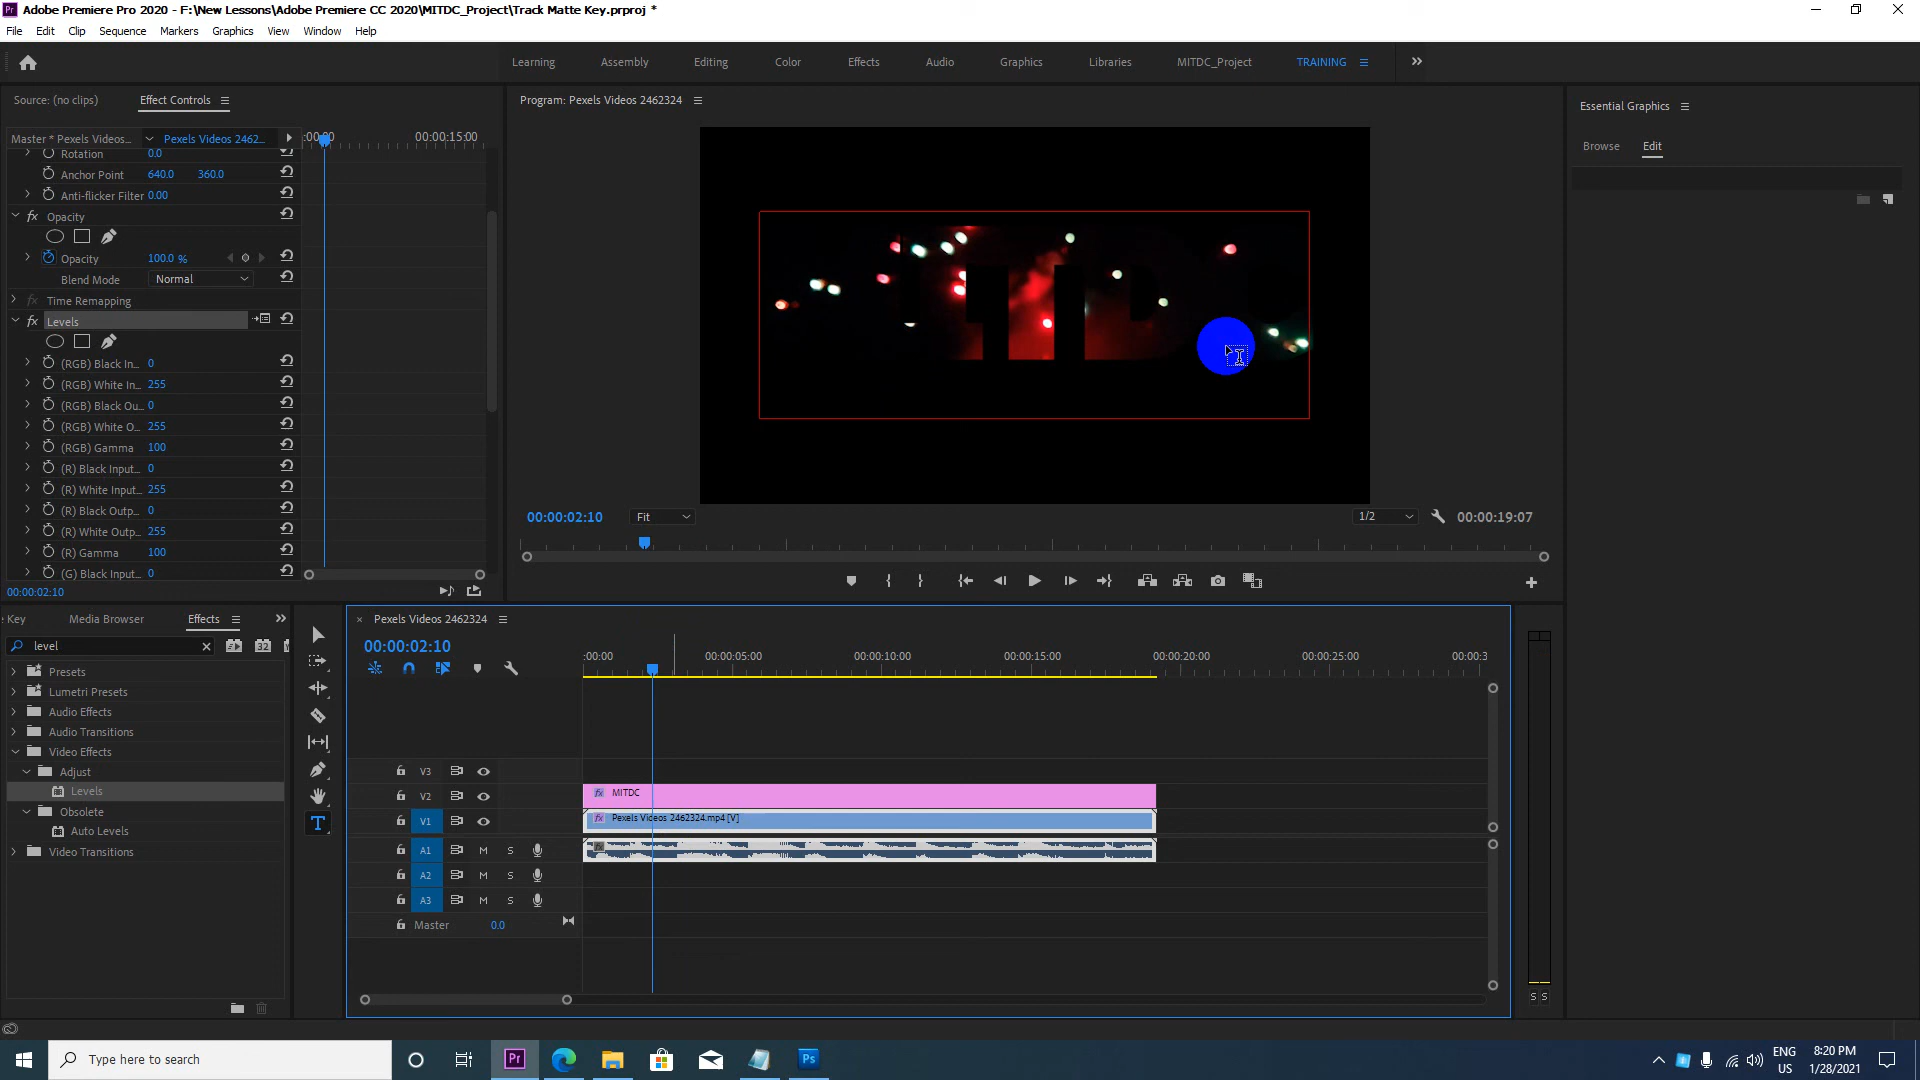 Adobe Premiere Pro 2020 - F:\New Lessons\Adobe Premiere CC 2020\MITDC_Project\Track Matte Key.prproj *
File Edit Clip Sequence Markers Graphics View Window Help
Learning Assembly Editing Color Effects Audio Graphics Libraries MITDC_Project TRAINING
Source: (no clips) Effect Controls
Master * Pexels Videos... Pexels Videos 2462...
:00:00 00:00:15:00
Rotation 0.0
Anchor Point 640.0 360.0
Anti-flicker Filter 0.00
fx Opacity
Opacity 100.0 %
Blend Mode Normal
fx Time Remapping
fx Levels
(RGB) Black In... 0
(RGB) White In... 255
(RGB) Black Ou... 0
(RGB) White O... 255
(RGB) Gamma 100
(R) Black Input... 0
(R) White Input... 255
(R) Black Outp... 0
(R) White Outp... 255
(R) Gamma 100
(G) Black Input... 0
00:00:02:10
Program: Pexels Videos 2462324
00:00:02:10 Fit 1/2 00:00:19:07
Essential Graphics
Browse Edit
e Key Media Browser Effects
level
Presets
Lumetri Presets
Audio Effects
Audio Transitions
Video Effects
Adjust
Levels
Obsolete
Auto Levels
Video Transitions
× Pexels Videos 2462324
00:00:02:10
:00:00 00:00:05:00 00:00:10:00 00:00:15:00 00:00:20:00 00:00:25:00 00:00:3
V3
V2 fx MITDC
V1 fx Pexels Videos 2462324.mp4 [V]
A1 M S
A2 M S
A3 M S
Master 0.0
S S
Type here to search
Pr Ps
ENG 8:20 PM
US 1/28/2021